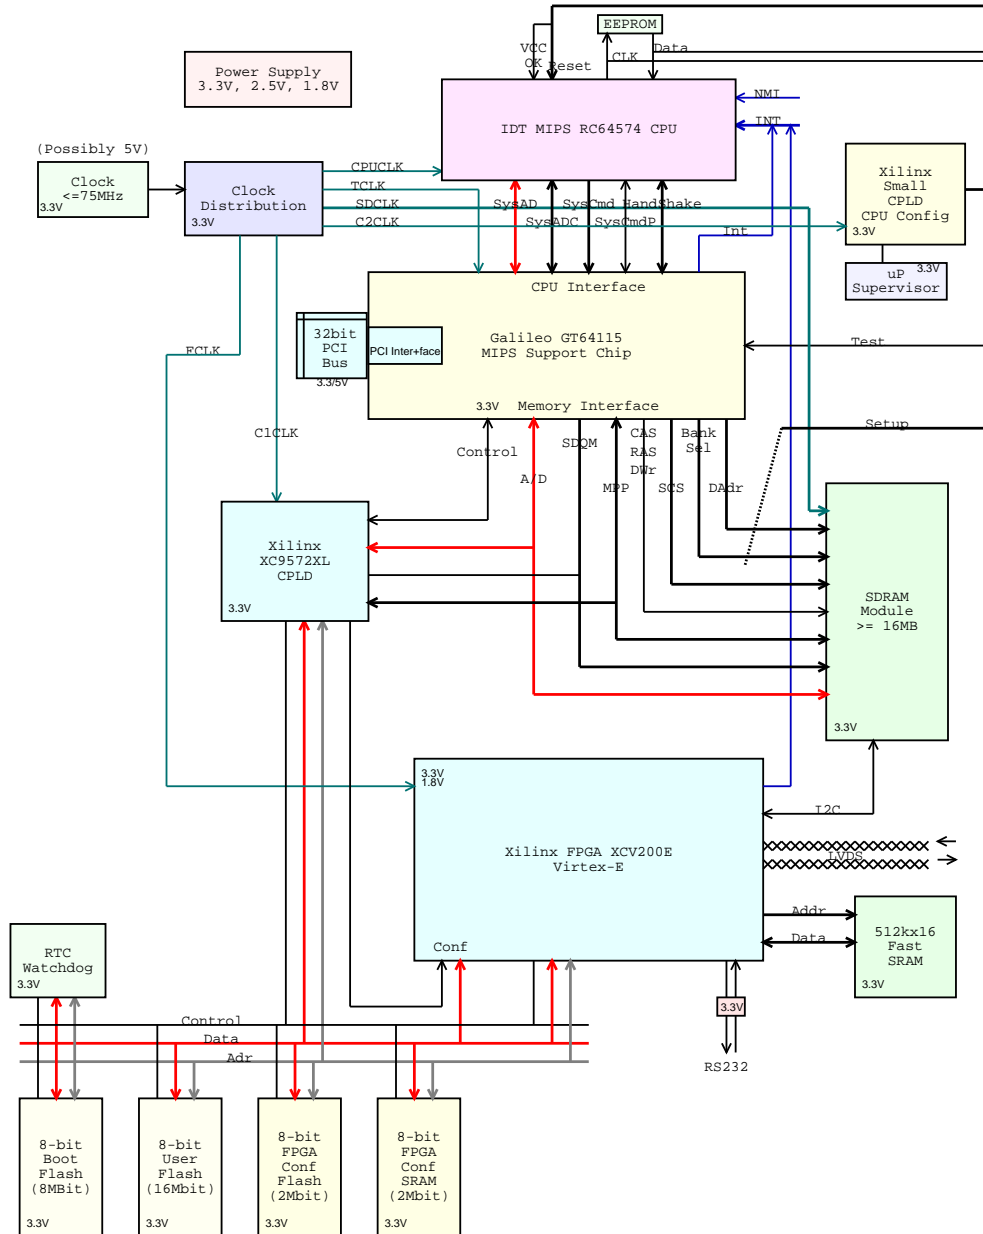 EEPROM
VCC
OK
Reset
CLK
Data
Power Supply
3.3V, 2.5V, 1.8V
IDT MIPS RC64574 CPU
NMI
INT
(Possibly 5V)
Clock
<=75MHz
3.3V
Clock
Distribution
3.3V
CPUCLK
TCLK
SDCLK
C2CLK
SysAD
SysADC
SysCmd
SysCmdP
HandShake
Int
Xilinx
Small
CPLD
CPU Config
3.3V
uP
3.3V
Supervisor
CPU Interface
Galileo GT64115
MIPS Support Chip
3.3V
Memory Interface
32bit
PCI
Bus
3.3/5V
PCI Inter+face
Test
FCLK
C1CLK
Control
A/D
SDQM
MPP
CAS
RAS
DWr
SCS
Bank
Sel
DAdr
Setup
Xilinx
XC9572XL
CPLD
3.3V
SDRAM
Module
>= 16MB
3.3V
3.3V
1.8V
Xilinx FPGA XCV200E
Virtex-E
Conf
I2C
LVDS
Addr
Data
512kx16
Fast
SRAM
3.3V
RTC
Watchdog
3.3V
3.3V
RS232
Control
Data
Adr
8-bit
Boot
Flash
(8MBit)
3.3V
8-bit
User
Flash
(16Mbit)
3.3V
8-bit
FPGA
Conf
Flash
(2Mbit)
3.3V
8-bit
FPGA
Conf
SRAM
(2Mbit)
3.3V